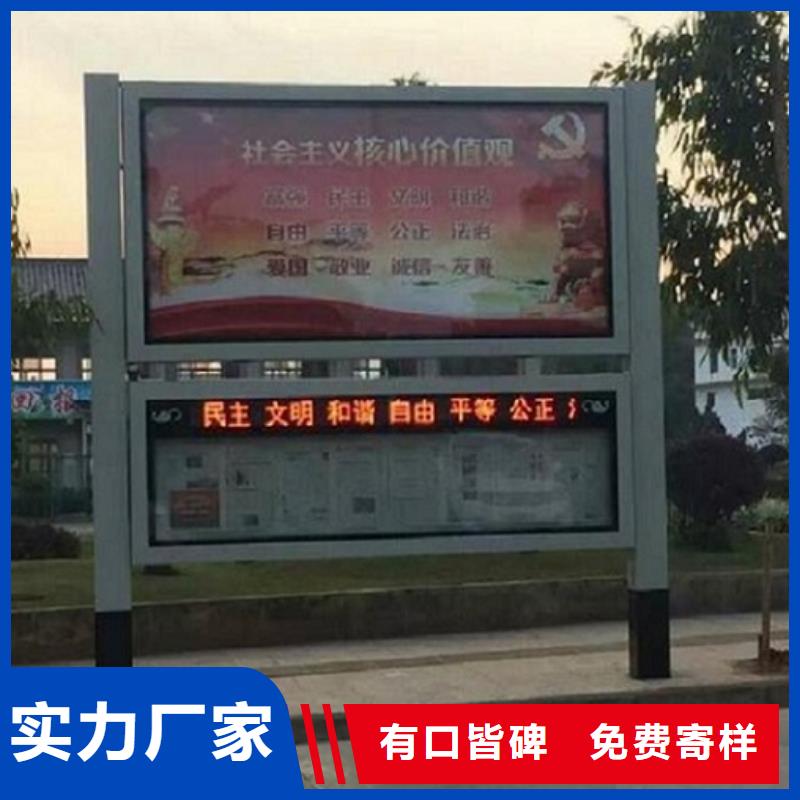 社会主义核心价值观
富强 民主 文明 和谐
自由 平等 公正 法治
爱国 敬业 诚信 友善
民主 文明 和谐 自由 平等 公正
实力厂家
有口皆碑 免费寄样